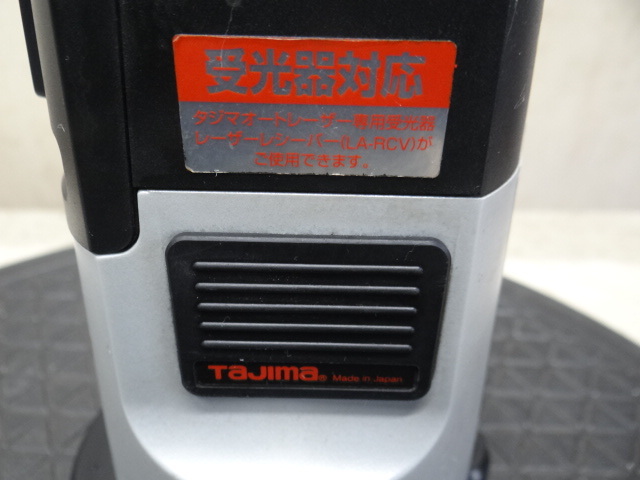 受光器対応
タジマオートレーザー専用受光器
レーザーレシーバー(LA-RCV)が
ご使用できます。
TaJima® Made in Japan